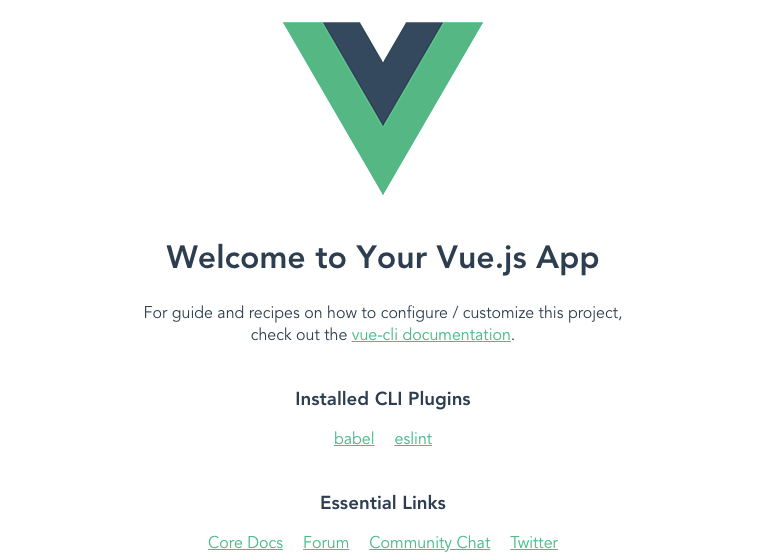 Welcome to Your Vue.js App
For guide and recipes on how to configure / customize this project,
check out the vue-cli documentation.
Installed CLI Plugins
babel eslint
Essential Links
Core Docs Forum Community Chat Twitter